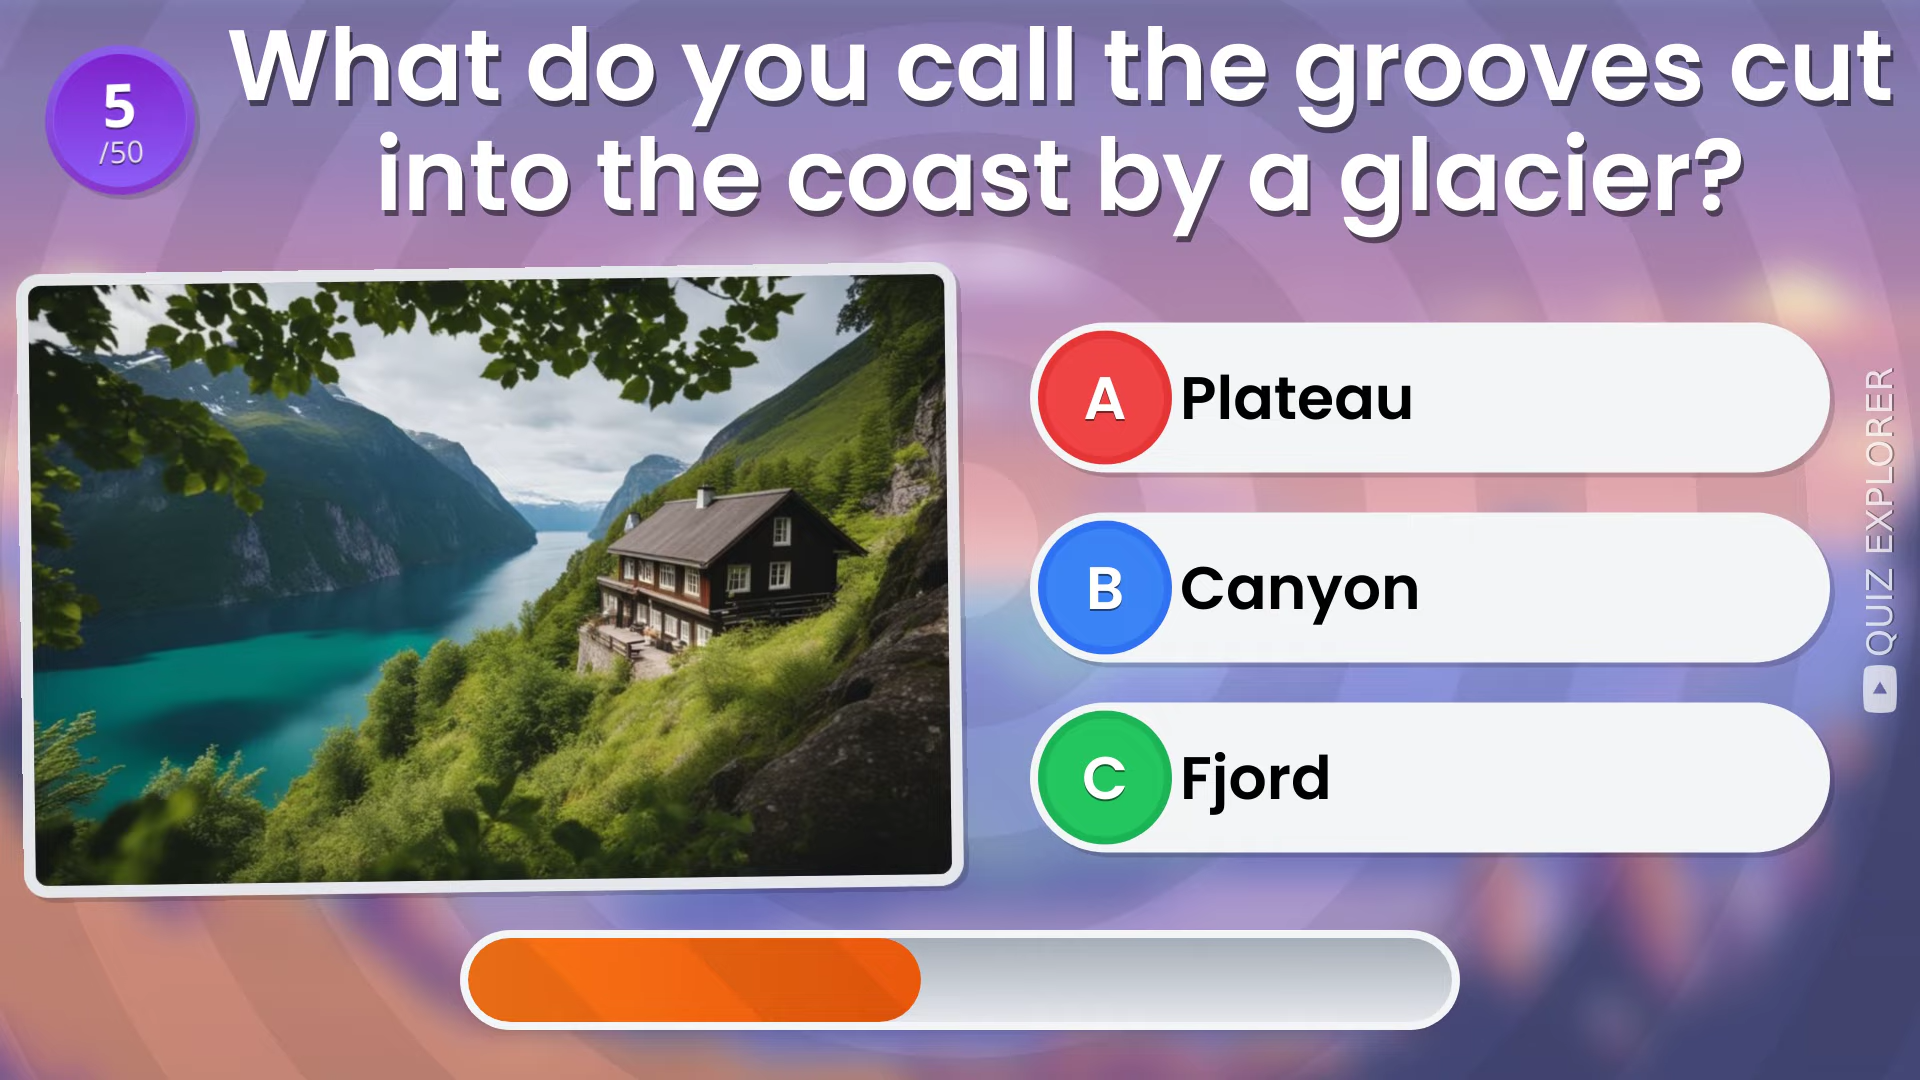 5
/50
What do you call the grooves cut
into the coast by a glacier?
A Plateau
B Canyon
C Fjord
QUIZ EXPLORER